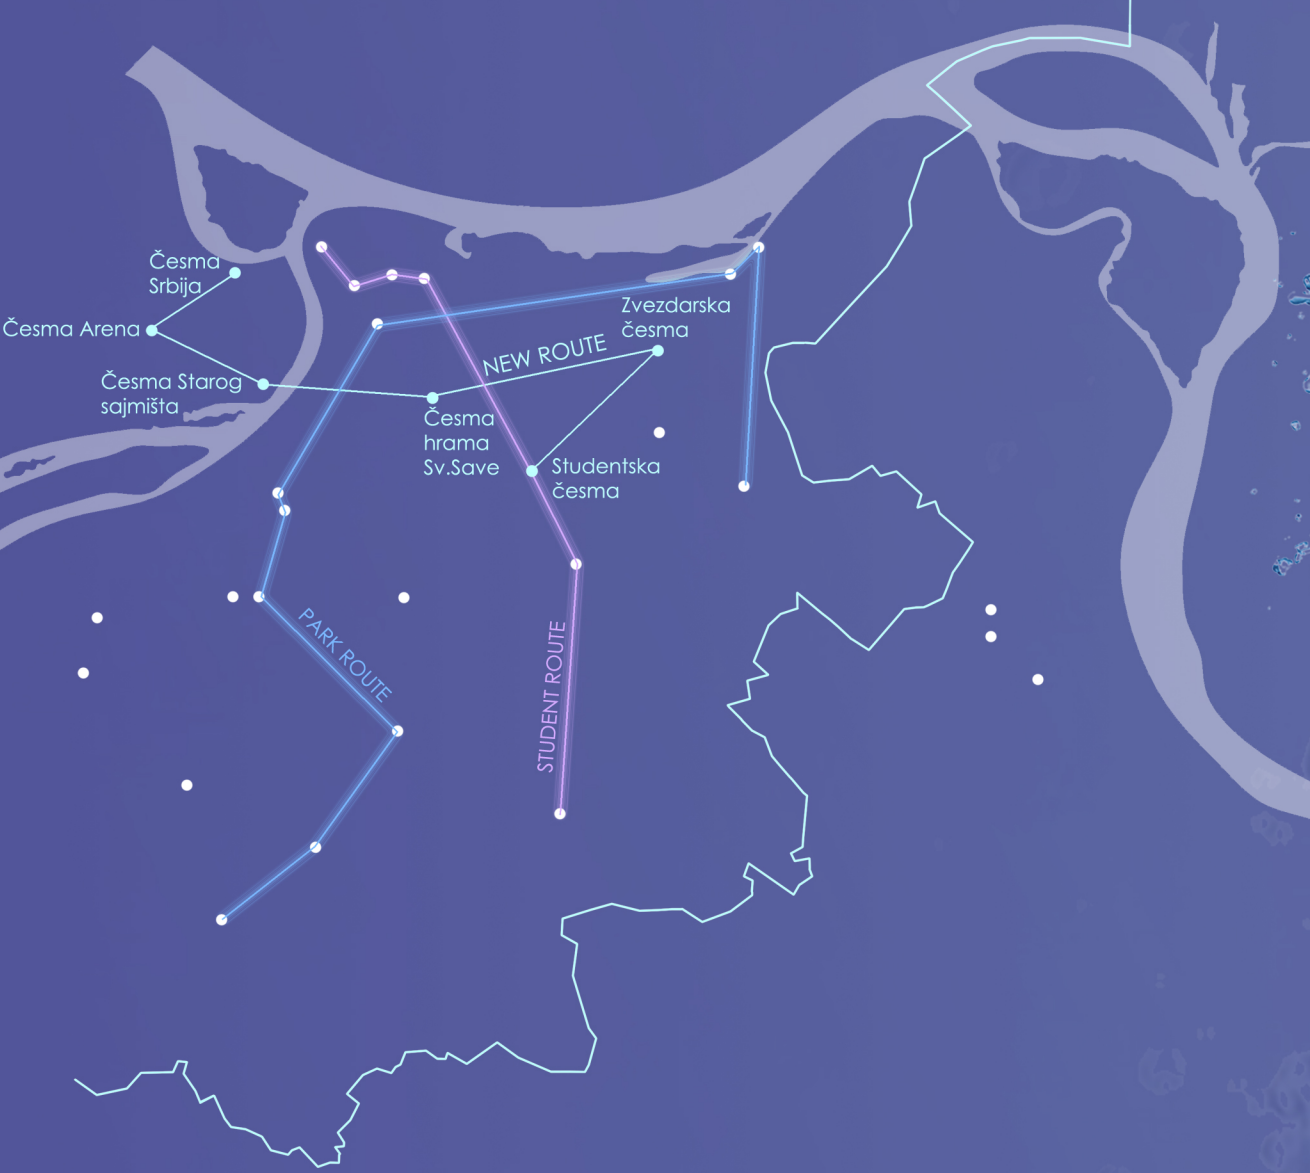 Česma
Srbija
Česma Arena
Česma Starog
sajmišta
NEW ROUTE
Zvezdarska
česma
Česma
hrama
Sv.Save
Studentska
česma
PARK ROUTE
STUDENT ROUTE